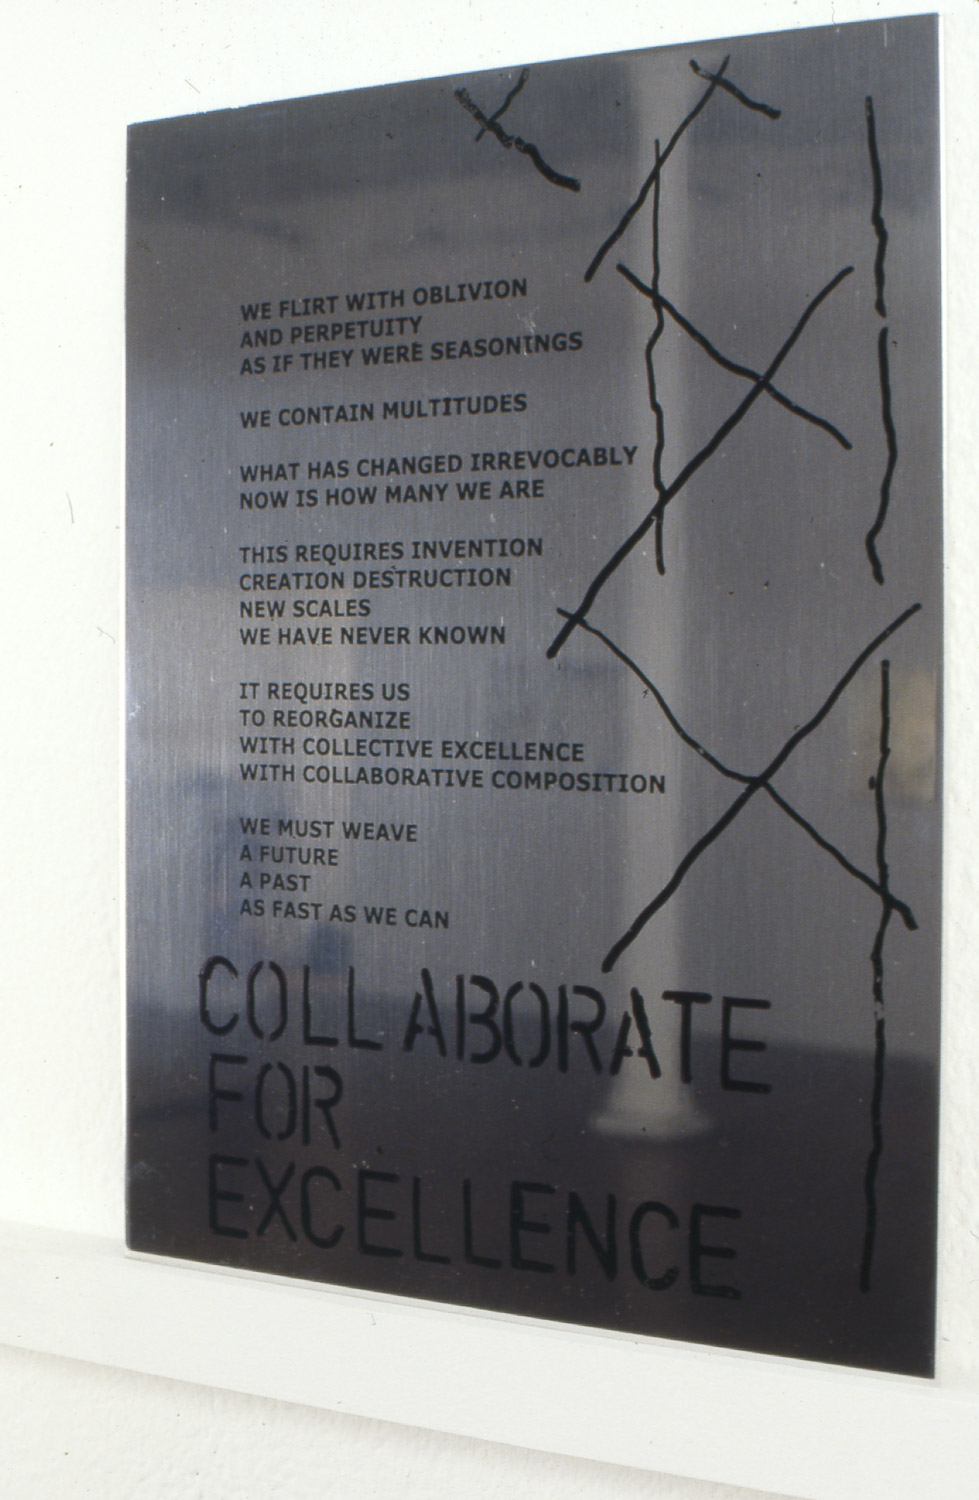 WE FLIRT WITH OBLIVION
AND PERPETUITY
AS IF THEY WERE SEASONINGS
WE CONTAIN MULTITUDES
WHAT HAS CHANGED IRREVOCABLY
NOW IS HOW MANY WE ARE
THIS REQUIRES INVENTION
CREATION DESTRUCTION
NEW SCALES
WE HAVE NEVER KNOWN
IT REQUIRES US
TO REORGANIZE
WITH COLLECTIVE EXCELLENCE
WITH COLLABORATIVE COMPOSITION
WE MUST WEAVE
A FUTURE
A PAST
AS FAST AS WE CAN
COLLABORATE
FOR
EXCELLENCE